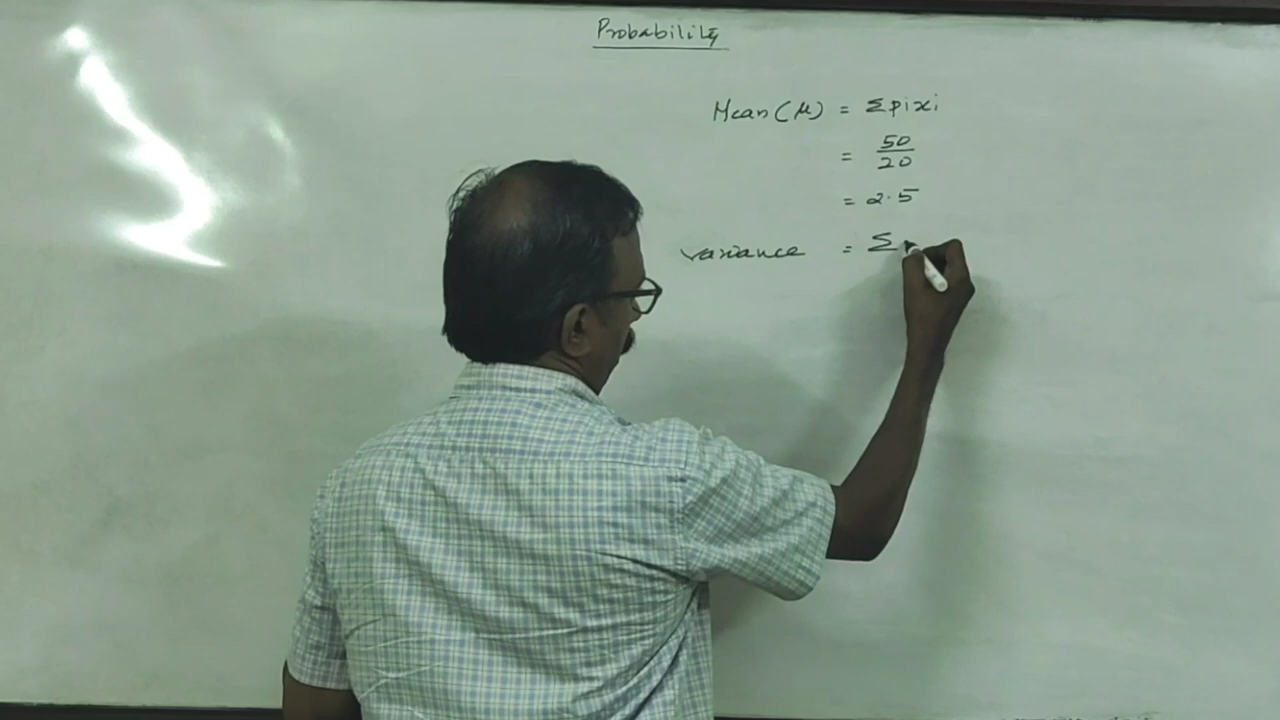 Probability
Mean (μ) = Σpixi
= 50/20
= 2.5
variance = Σ